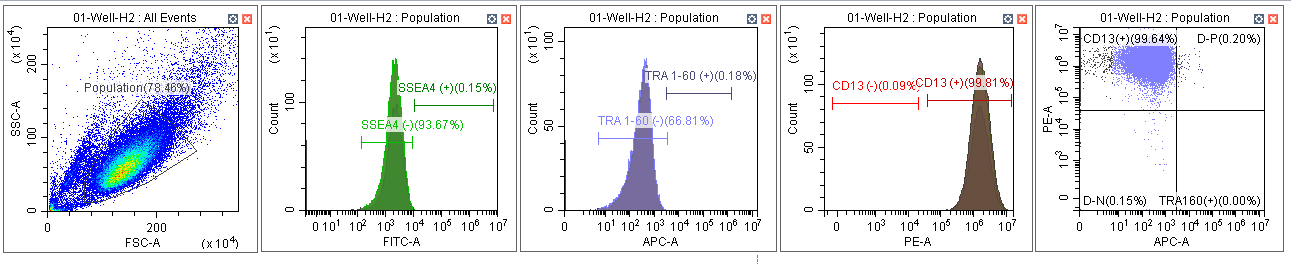 01-Well-H2 : All Events
(x 10⁴)
200
100
0
SSC-A
Population(78.46%)
0
200
FSC-A
(x 10⁴)
01-Well-H2 : Population
(x 10¹)
100
0
Count
SSEA4 (+)(0.15%)
SSEA4 (-)(93.67%)
0 10¹ 10² 10³ 10⁴ 10⁵ 10⁶ 10⁷
FITC-A
01-Well-H2 : Population
(x 10¹)
100
50
0
Count
TRA 1-60 (+)(0.18%)
TRA 1-60 (-)(66.81%)
0 10¹ 10² 10³ 10⁴ 10⁵ 10⁶ 10⁷
APC-A
01-Well-H2 : Population
(x 10¹)
100
50
0
Count
CD13 (-)(0.09%)
CD13 (+)(99.81%)
0 10³ 10⁴ 10⁵ 10⁶ 10⁷
PE-A
01-Well-H2 : Population
CD13(+)(99.64%)
D-P(0.20%)
10⁷
10⁶
10⁵
10⁴
10³
0
PE-A
D-N(0.15%)
TRA160(+)(0.00%)
0 10¹ 10² 10³ 10⁴ 10⁵ 10⁶ 10⁷
APC-A